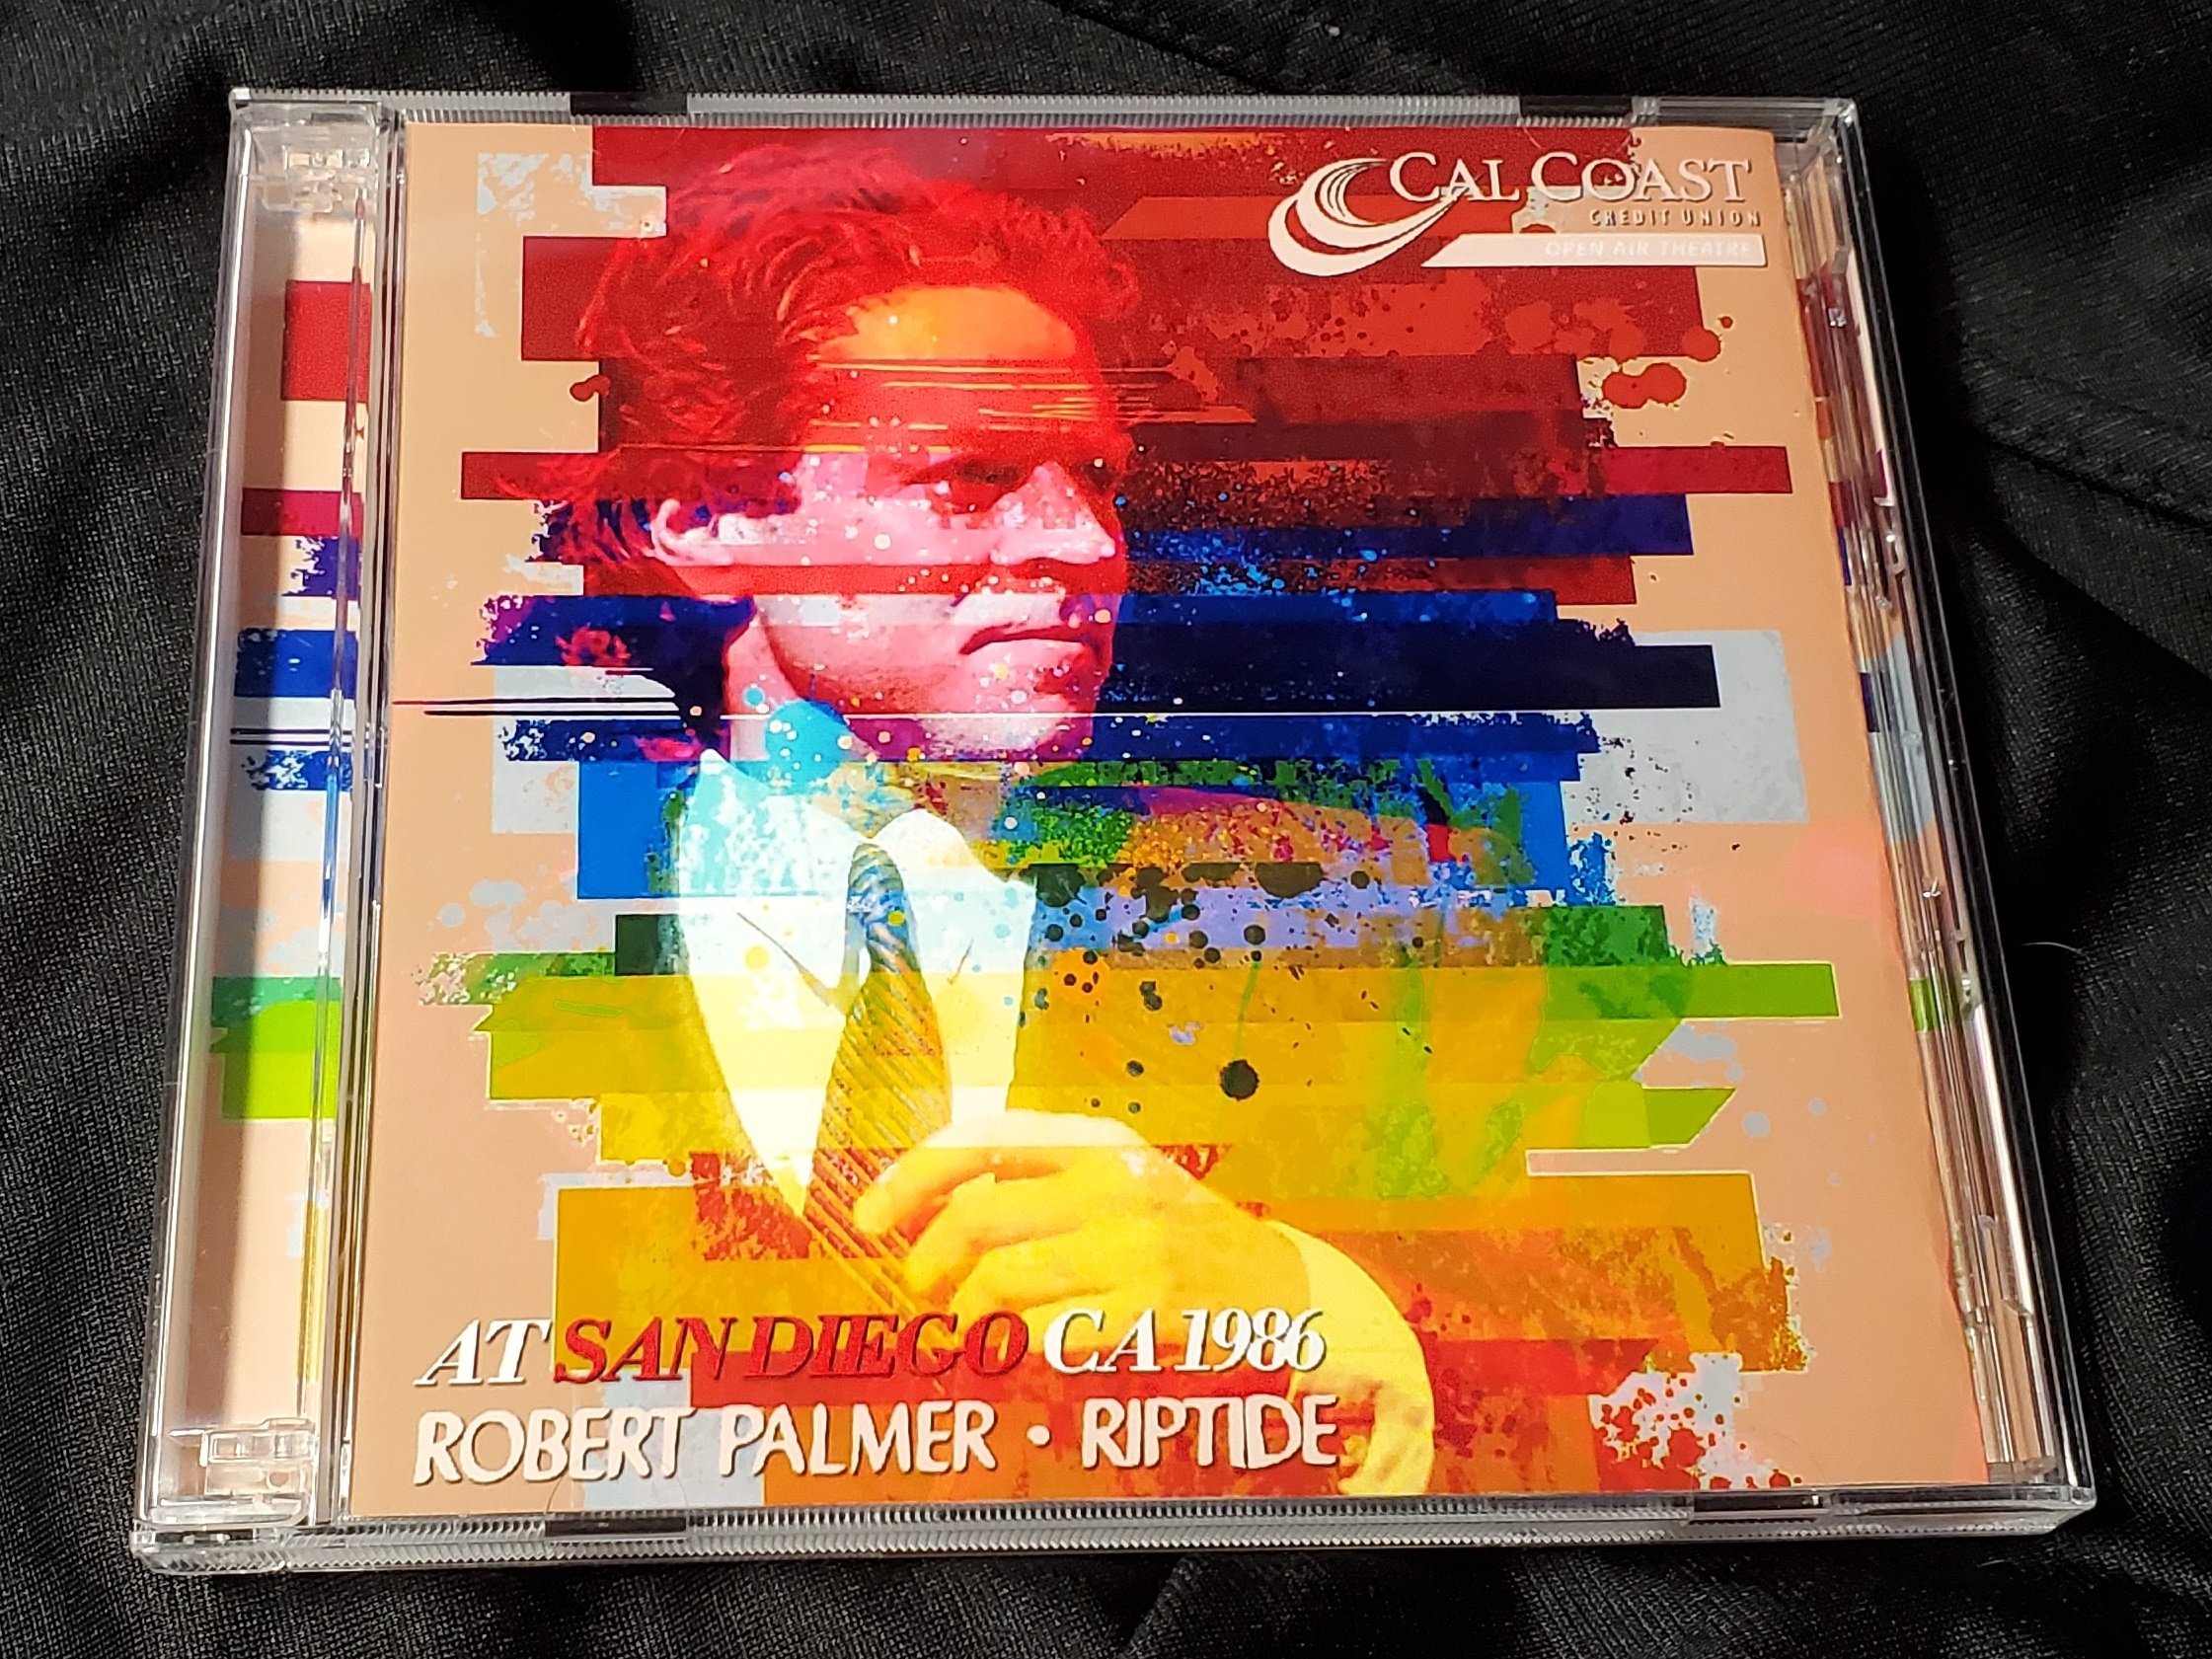 CAL COAST
CREDIT UNION
OPEN AIR THEATRE
AT SAN DIEGO CA 1986
ROBERT PALMER • RIPTIDE